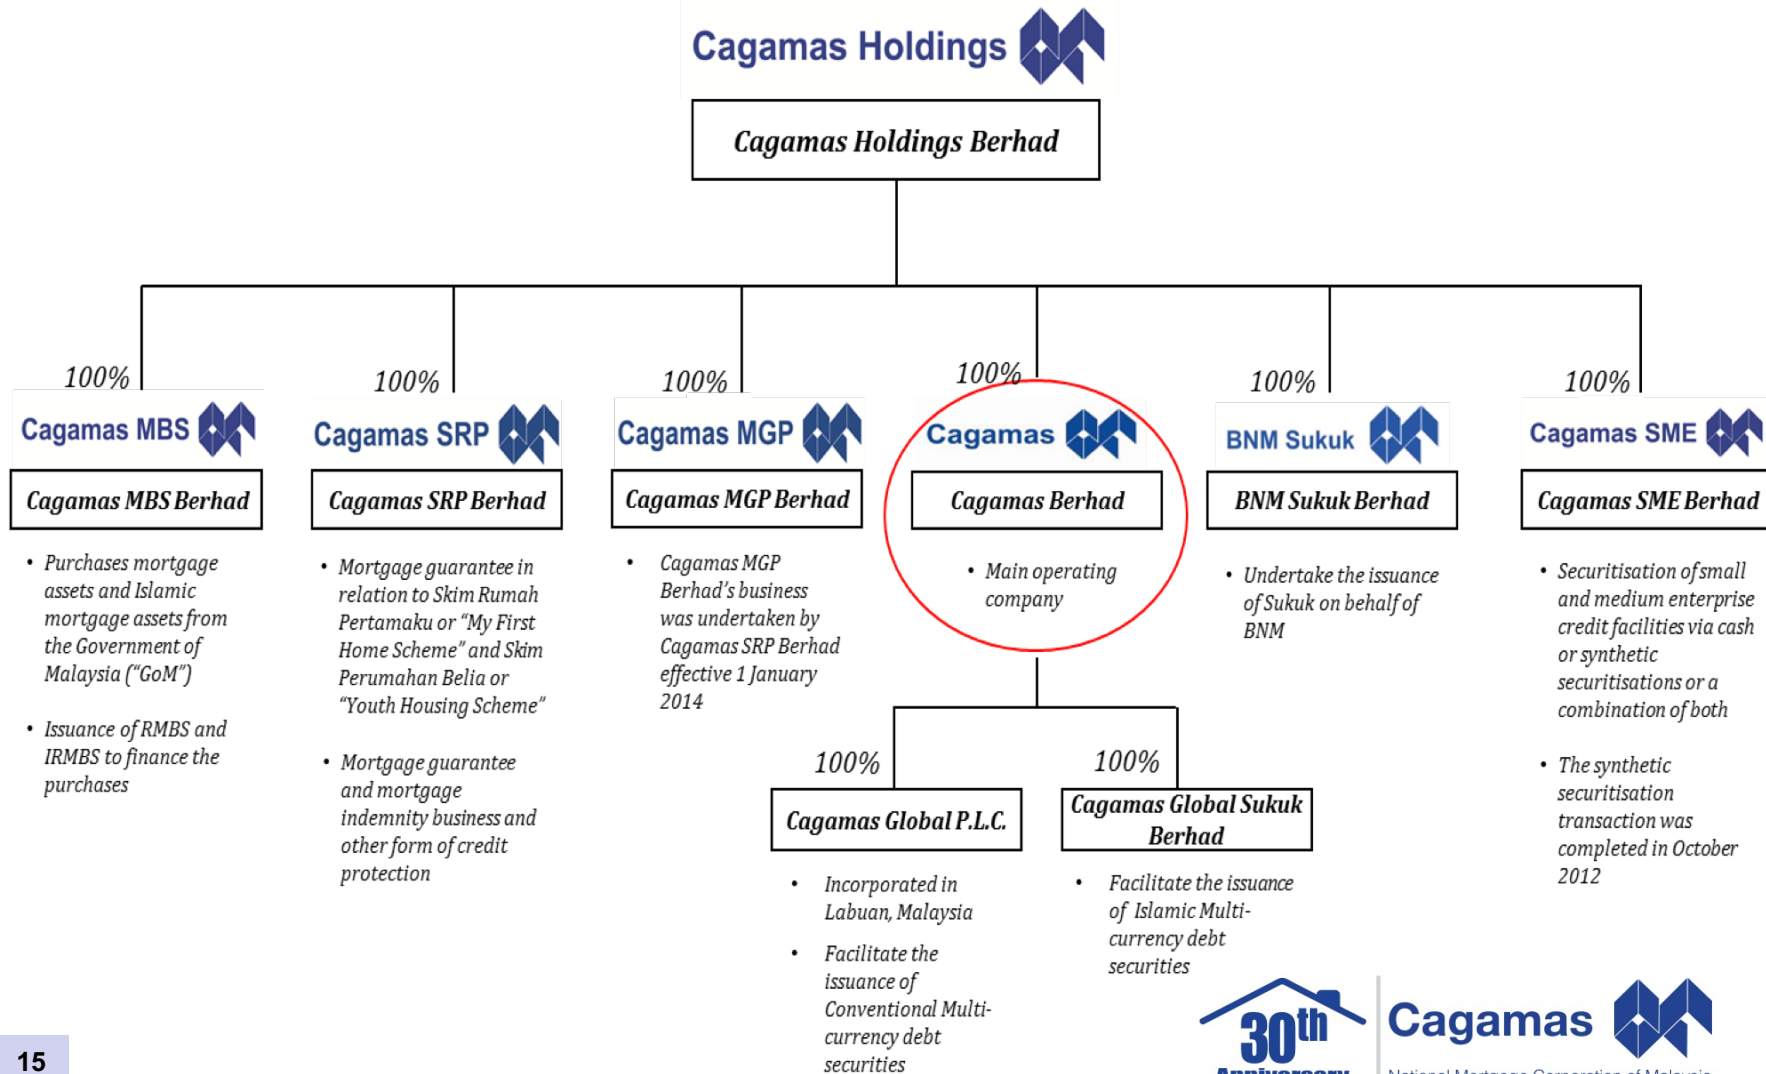 Cagamas Holdings
Cagamas Holdings Berhad
100%
Cagamas MBS
Cagamas MBS Berhad
• Purchases mortgage
assets and Islamic
mortgage assets from
the Government of
Malaysia (“GoM”)
• Issuance of RMBS and
IRMBS to finance the
purchases
100%
Cagamas SRP
Cagamas SRP Berhad
• Mortgage guarantee in
relation to Skim Rumah
Pertamaku or “My First
Home Scheme” and Skim
Perumahan Belia or
“Youth Housing Scheme”
• Mortgage guarantee
and mortgage
indemnity business and
other form of credit
protection
100%
Cagamas MGP
Cagamas MGP Berhad
• Cagamas MGP
Berhad’s business
was undertaken by
Cagamas SRP Berhad
effective 1 January
2014
100%
Cagamas
Cagamas Berhad
• Main operating
company
100%
BNM Sukuk
BNM Sukuk Berhad
• Undertake the issuance
of Sukuk on behalf of
BNM
100%
Cagamas SME
Cagamas SME Berhad
• Securitisation of small
and medium enterprise
credit facilities via cash
or synthetic
securitisations or a
combination of both
• The synthetic
securitisation
transaction was
completed in October
2012
100%
Cagamas Global P.L.C.
• Incorporated in
Labuan, Malaysia
• Facilitate the
issuance of
Conventional Multi-
currency debt
securities
100%
Cagamas Global Sukuk
Berhad
• Facilitate the issuance
of Islamic Multi-
currency debt
securities
30th
Anniversary
Cagamas
National Mortgage Corporation of Malaysia
15